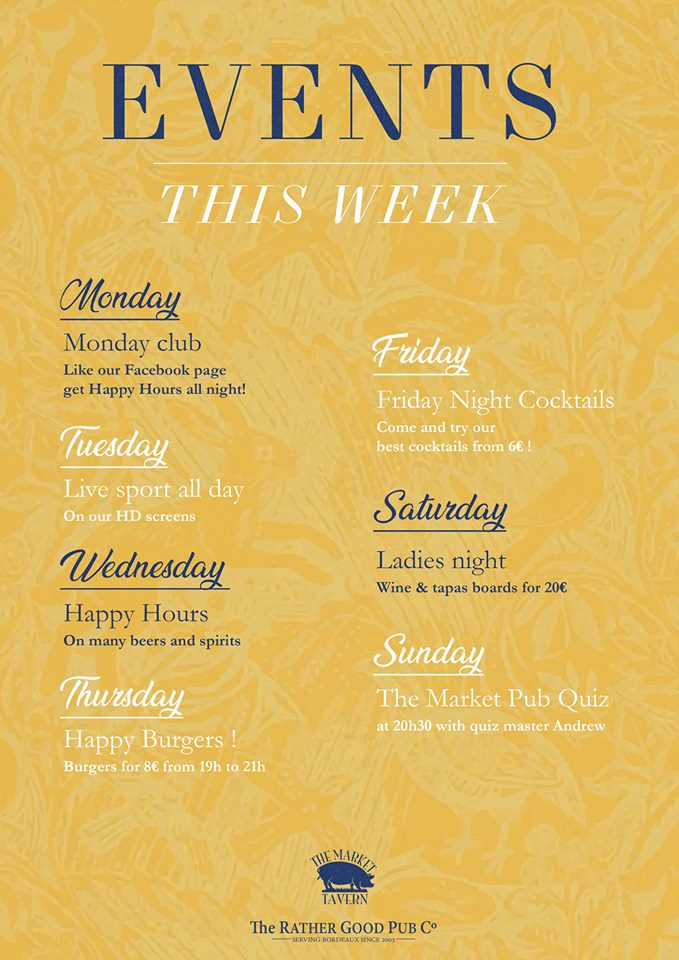 EVENTS
THIS WEEK
Monday
Monday club
Like our Facebook page
get Happy Hours all night!
Tuesday
Live sport all day
On our HD screens
Wednesday
Happy Hours
On many beers and spirits
Thursday
Happy Burgers !
Burgers for 8€ from 19h to 21h
Friday
Friday Night Cocktails
Come and try our
best cocktails from 6€ !
Saturday
Ladies night
Wine & tapas boards for 20€
Sunday
The Market Pub Quiz
at 20h30 with quiz master Andrew
THE MARKET
TAVERN
The RATHER GOOD PUB Cº
SERVING BORDEAUX SINCE 2003